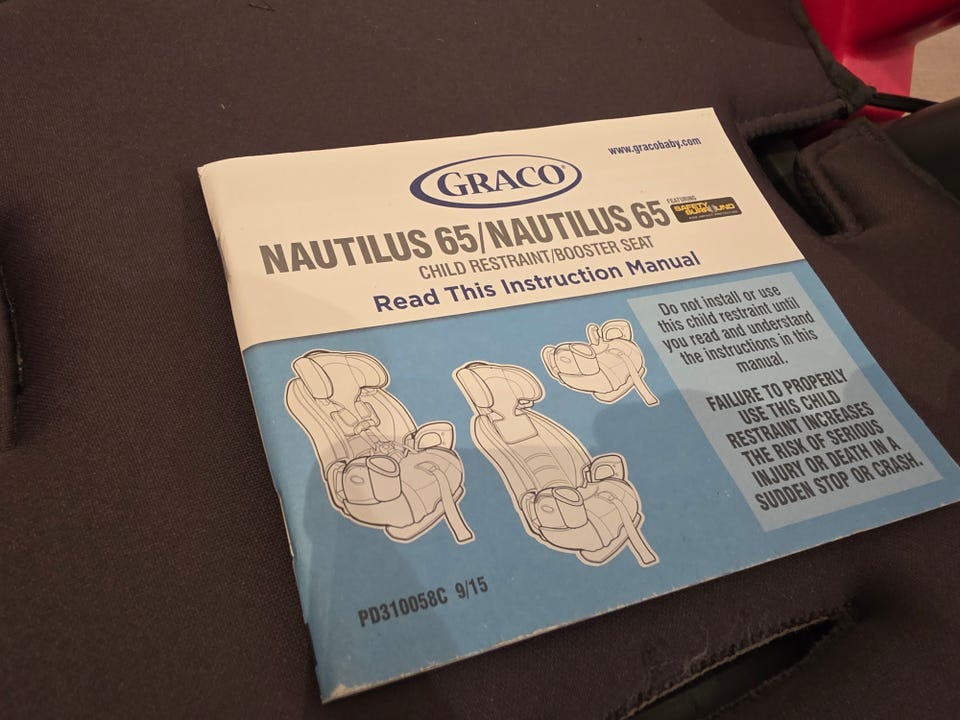 www.gracobaby.com
GRACO®
NAUTILUS 65/NAUTILUS 65 FEATURING SAFETY SURROUND
CHILD RESTRAINT/BOOSTER SEAT
Read This Instruction Manual
Do not install or use
this child restraint until
you read and understand
the instructions in this
manual.
FAILURE TO PROPERLY
USE THIS CHILD
RESTRAINT INCREASES
THE RISK OF SERIOUS
INJURY OR DEATH IN A
SUDDEN STOP OR CRASH.
PD310058C 9/15